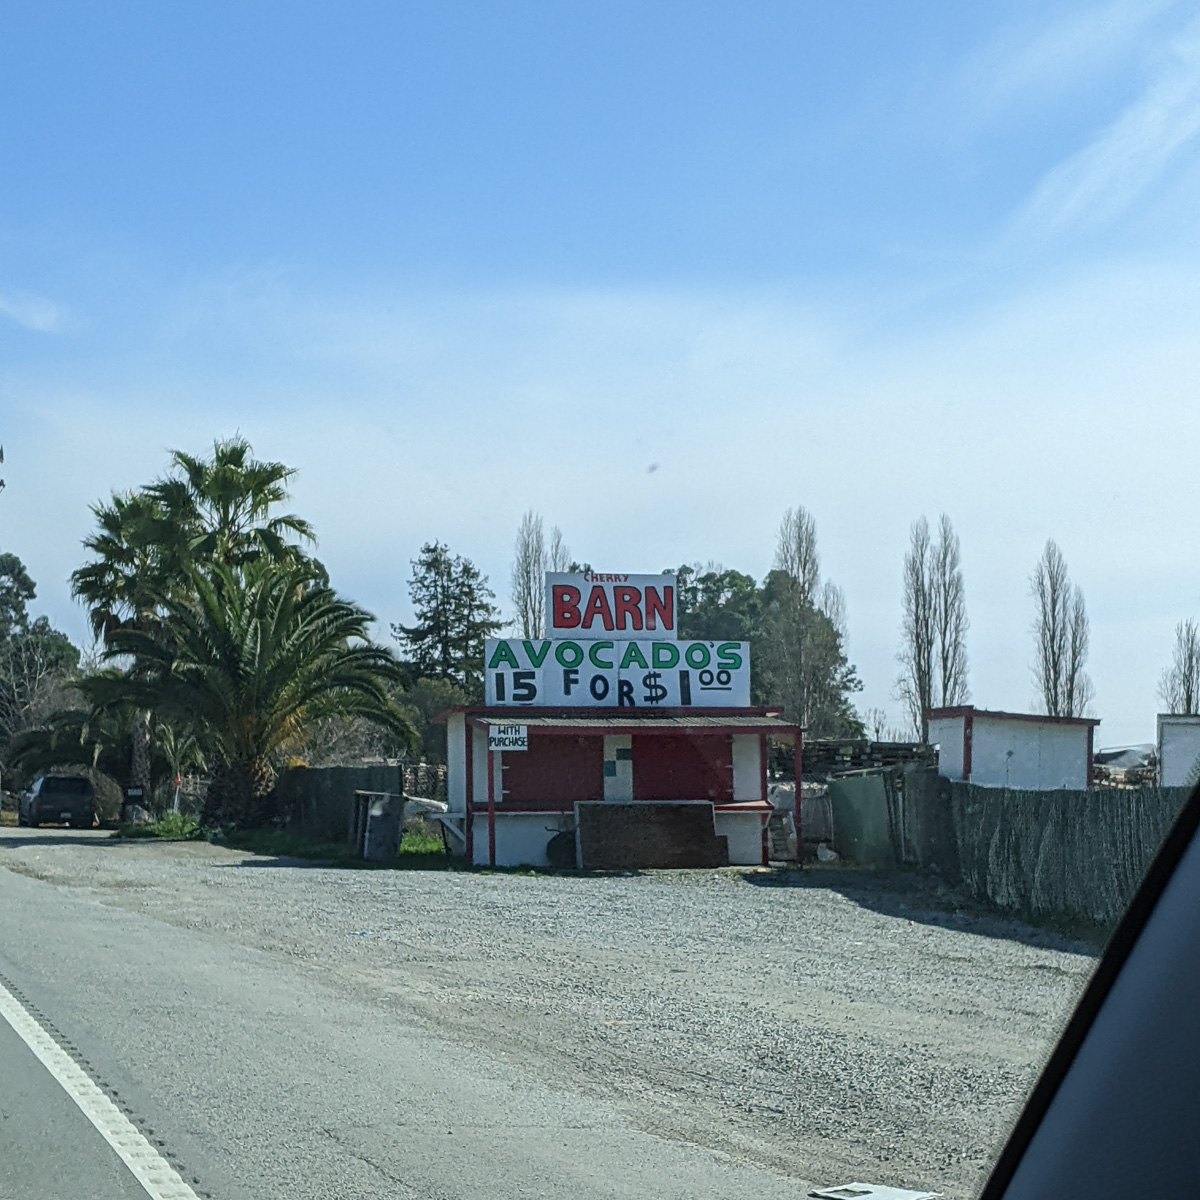 CHERRY
BARN
AVOCADO'S
15 FOR $1.00
WITH
PURCHASE